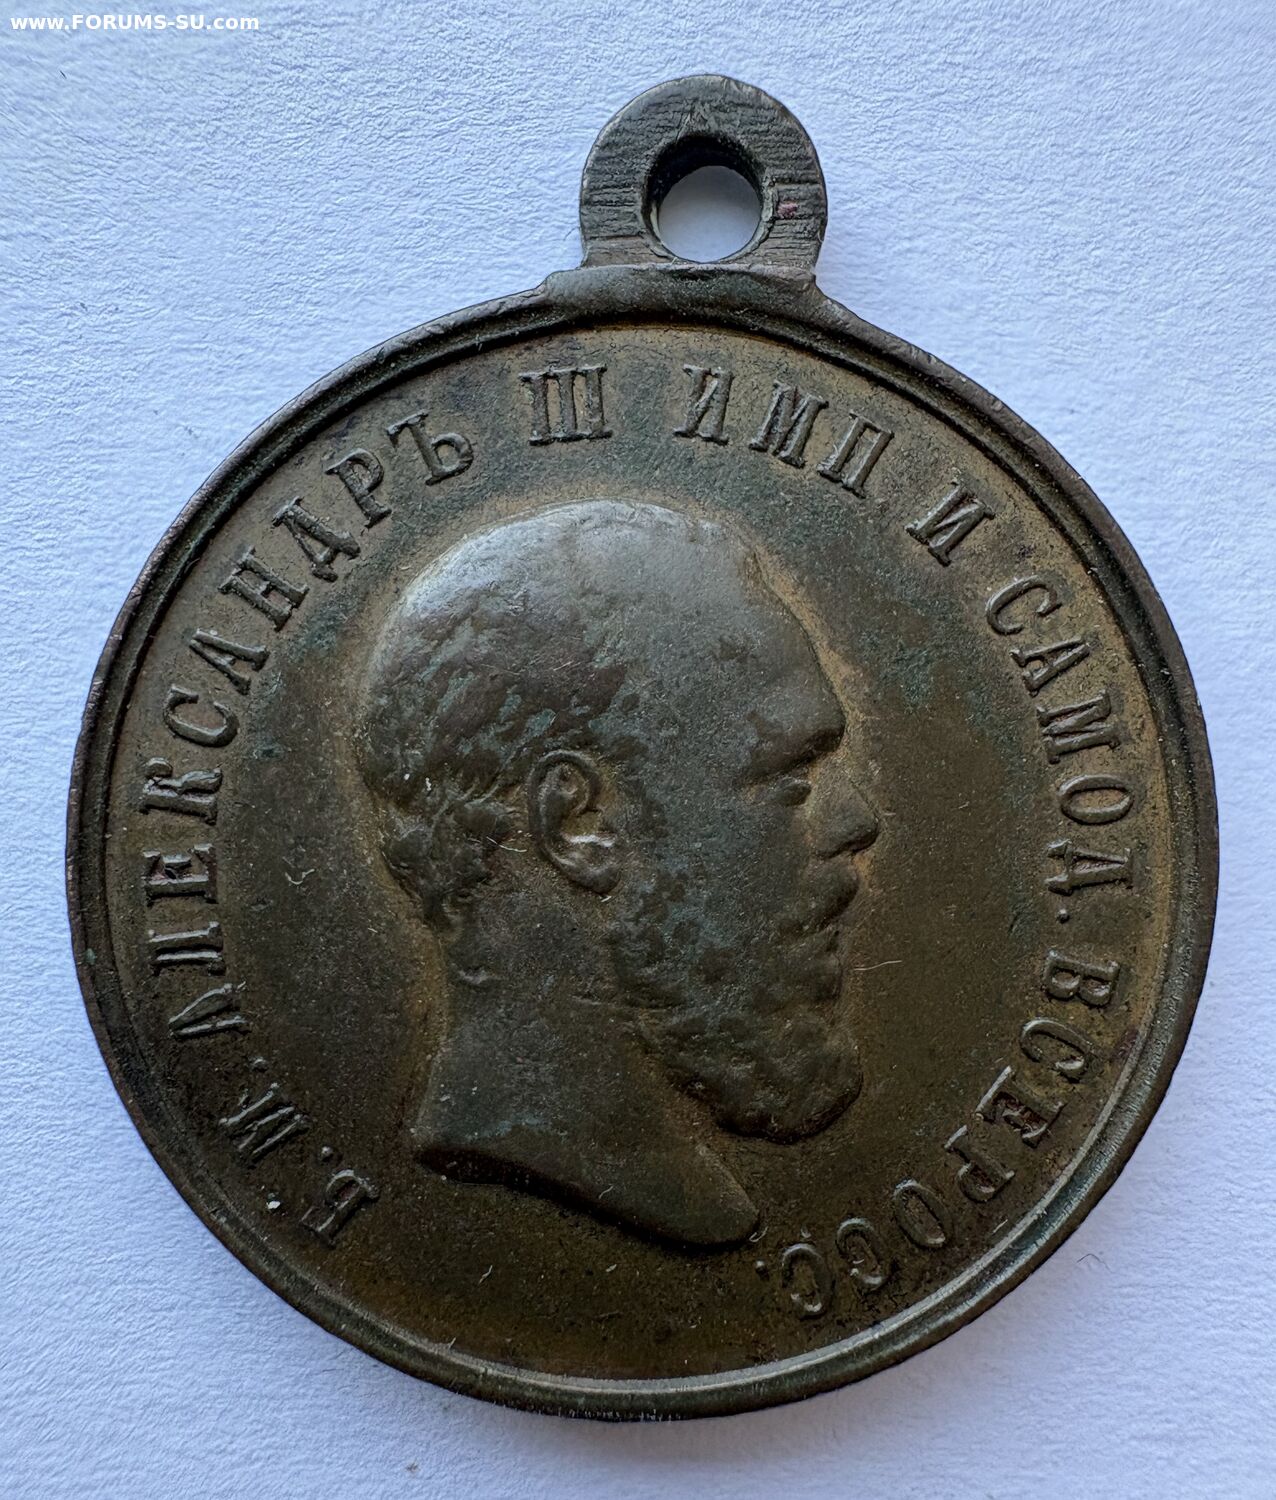 www.FORUMS-SU.com
Б. М. АЛЕКСАНДРЪ III ИМП И САМОД. ВСЕРОСС.